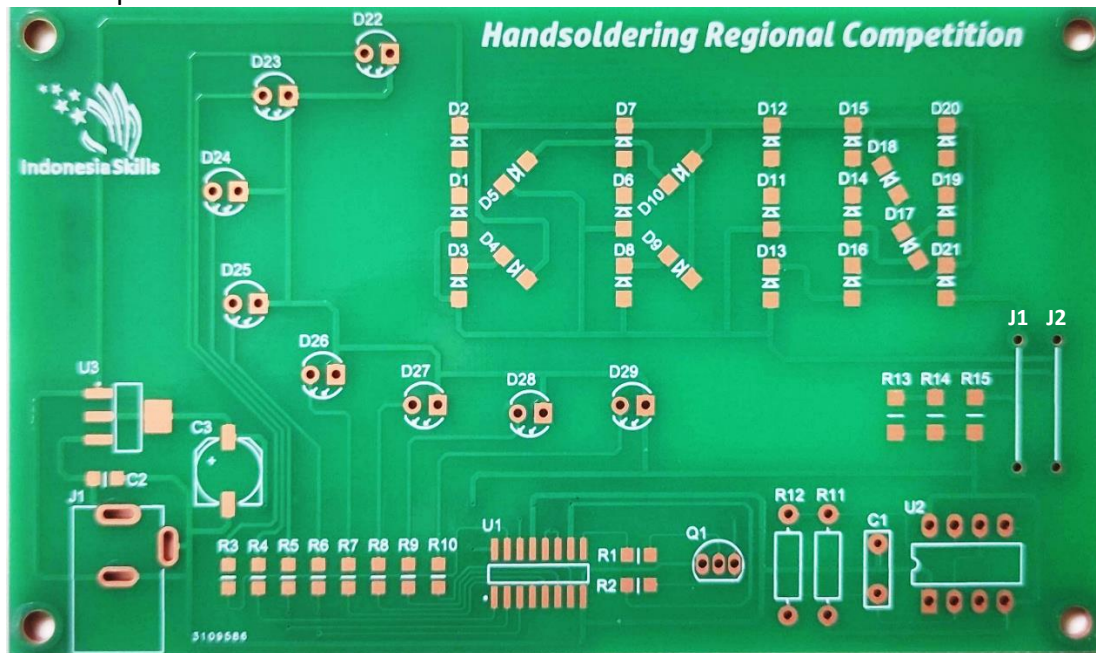 D22
Handsoldering Regional Competition
D23
Indonesia Skills
D2 D7 D12 D15 D20
D24
D18
D1 D5 D6 D10 D11 D14 D19
D17
D3 D4 D8 D9 D13 D16 D21
D25
J1 J2
D26
U3
D27 D28 D29
R13 R14 R15
C3
C2
J1
R12 R11 U2
U1
C1
Q1
R3 R4 R5 R6 R7 R8 R9 R10
R1
R2
3109586